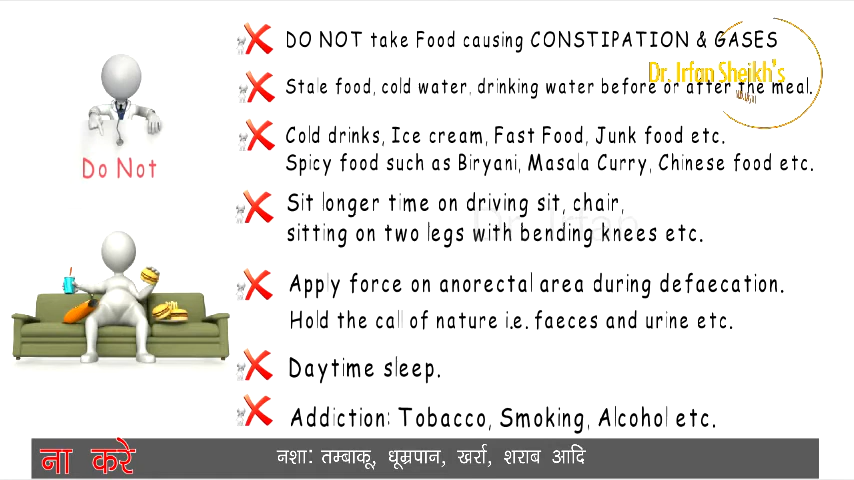 DO NOT take Food causing CONSTIPATION & GASES
Dr. Irfan Sheikh's
Stale food, cold water, drinking water before or after the meal.
Cold drinks, Ice cream, Fast Food, Junk food etc.
Spicy food such as Biryani, Masala Curry, Chinese food etc.
Do Not
Sit longer time on driving sit, chair,
Dr. Irfan
sitting on two legs with bending knees etc.
Apply force on anorectal area during defaecation.
Hold the call of nature i.e. faeces and urine etc.
Daytime sleep.
Addiction: Tobacco, Smoking, Alcohol etc.
ना करे
नशा: तम्बाकू, धूम्रपान, खर्रा, शराब आदि